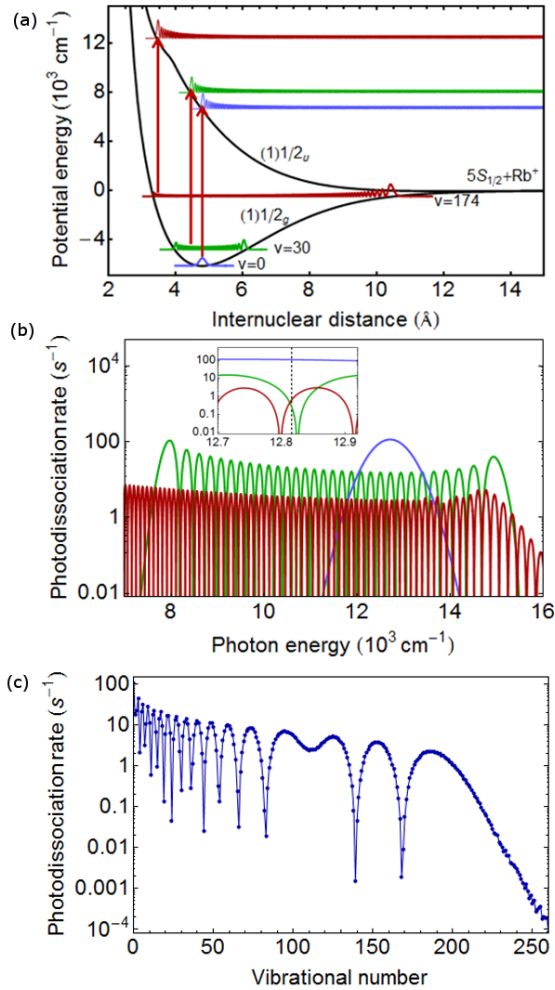 (a)
Potential energy (10³ cm⁻¹)
12
8
4
0
−4
(1)1/2u
5S1/2+Rb⁺
(1)1/2g
v=174
v=30
v=0
2 4 6 8 10 12 14
Internuclear distance (Å)
(b)
Photodissociation rate (s⁻¹)
10⁴
100
1
0.01
100
10
1
0.1
0.01
12.7 12.8 12.9
8 10 12 14 16
Photon energy (10³ cm⁻¹)
(c)
Photodissociation rate (s⁻¹)
100
10
1
0.1
0.01
0.001
10⁻⁴
0 50 100 150 200 250
Vibrational number